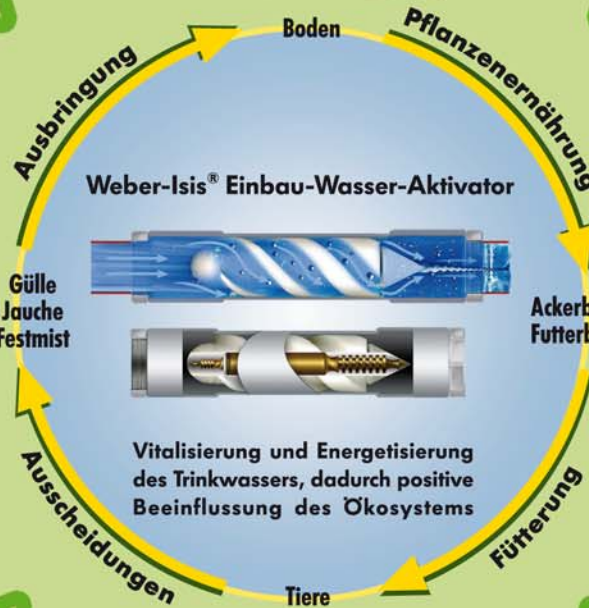 Boden
Pflanzenernährung
Ausbringung
Weber-Isis® Einbau-Wasser-Aktivator
Gülle
Jauche
Festmist
Vitalisierung und Energetisierung
des Trinkwassers, dadurch positive
Beeinflussung des Ökosystems
Ausscheidungen
Fütterung
Tiere